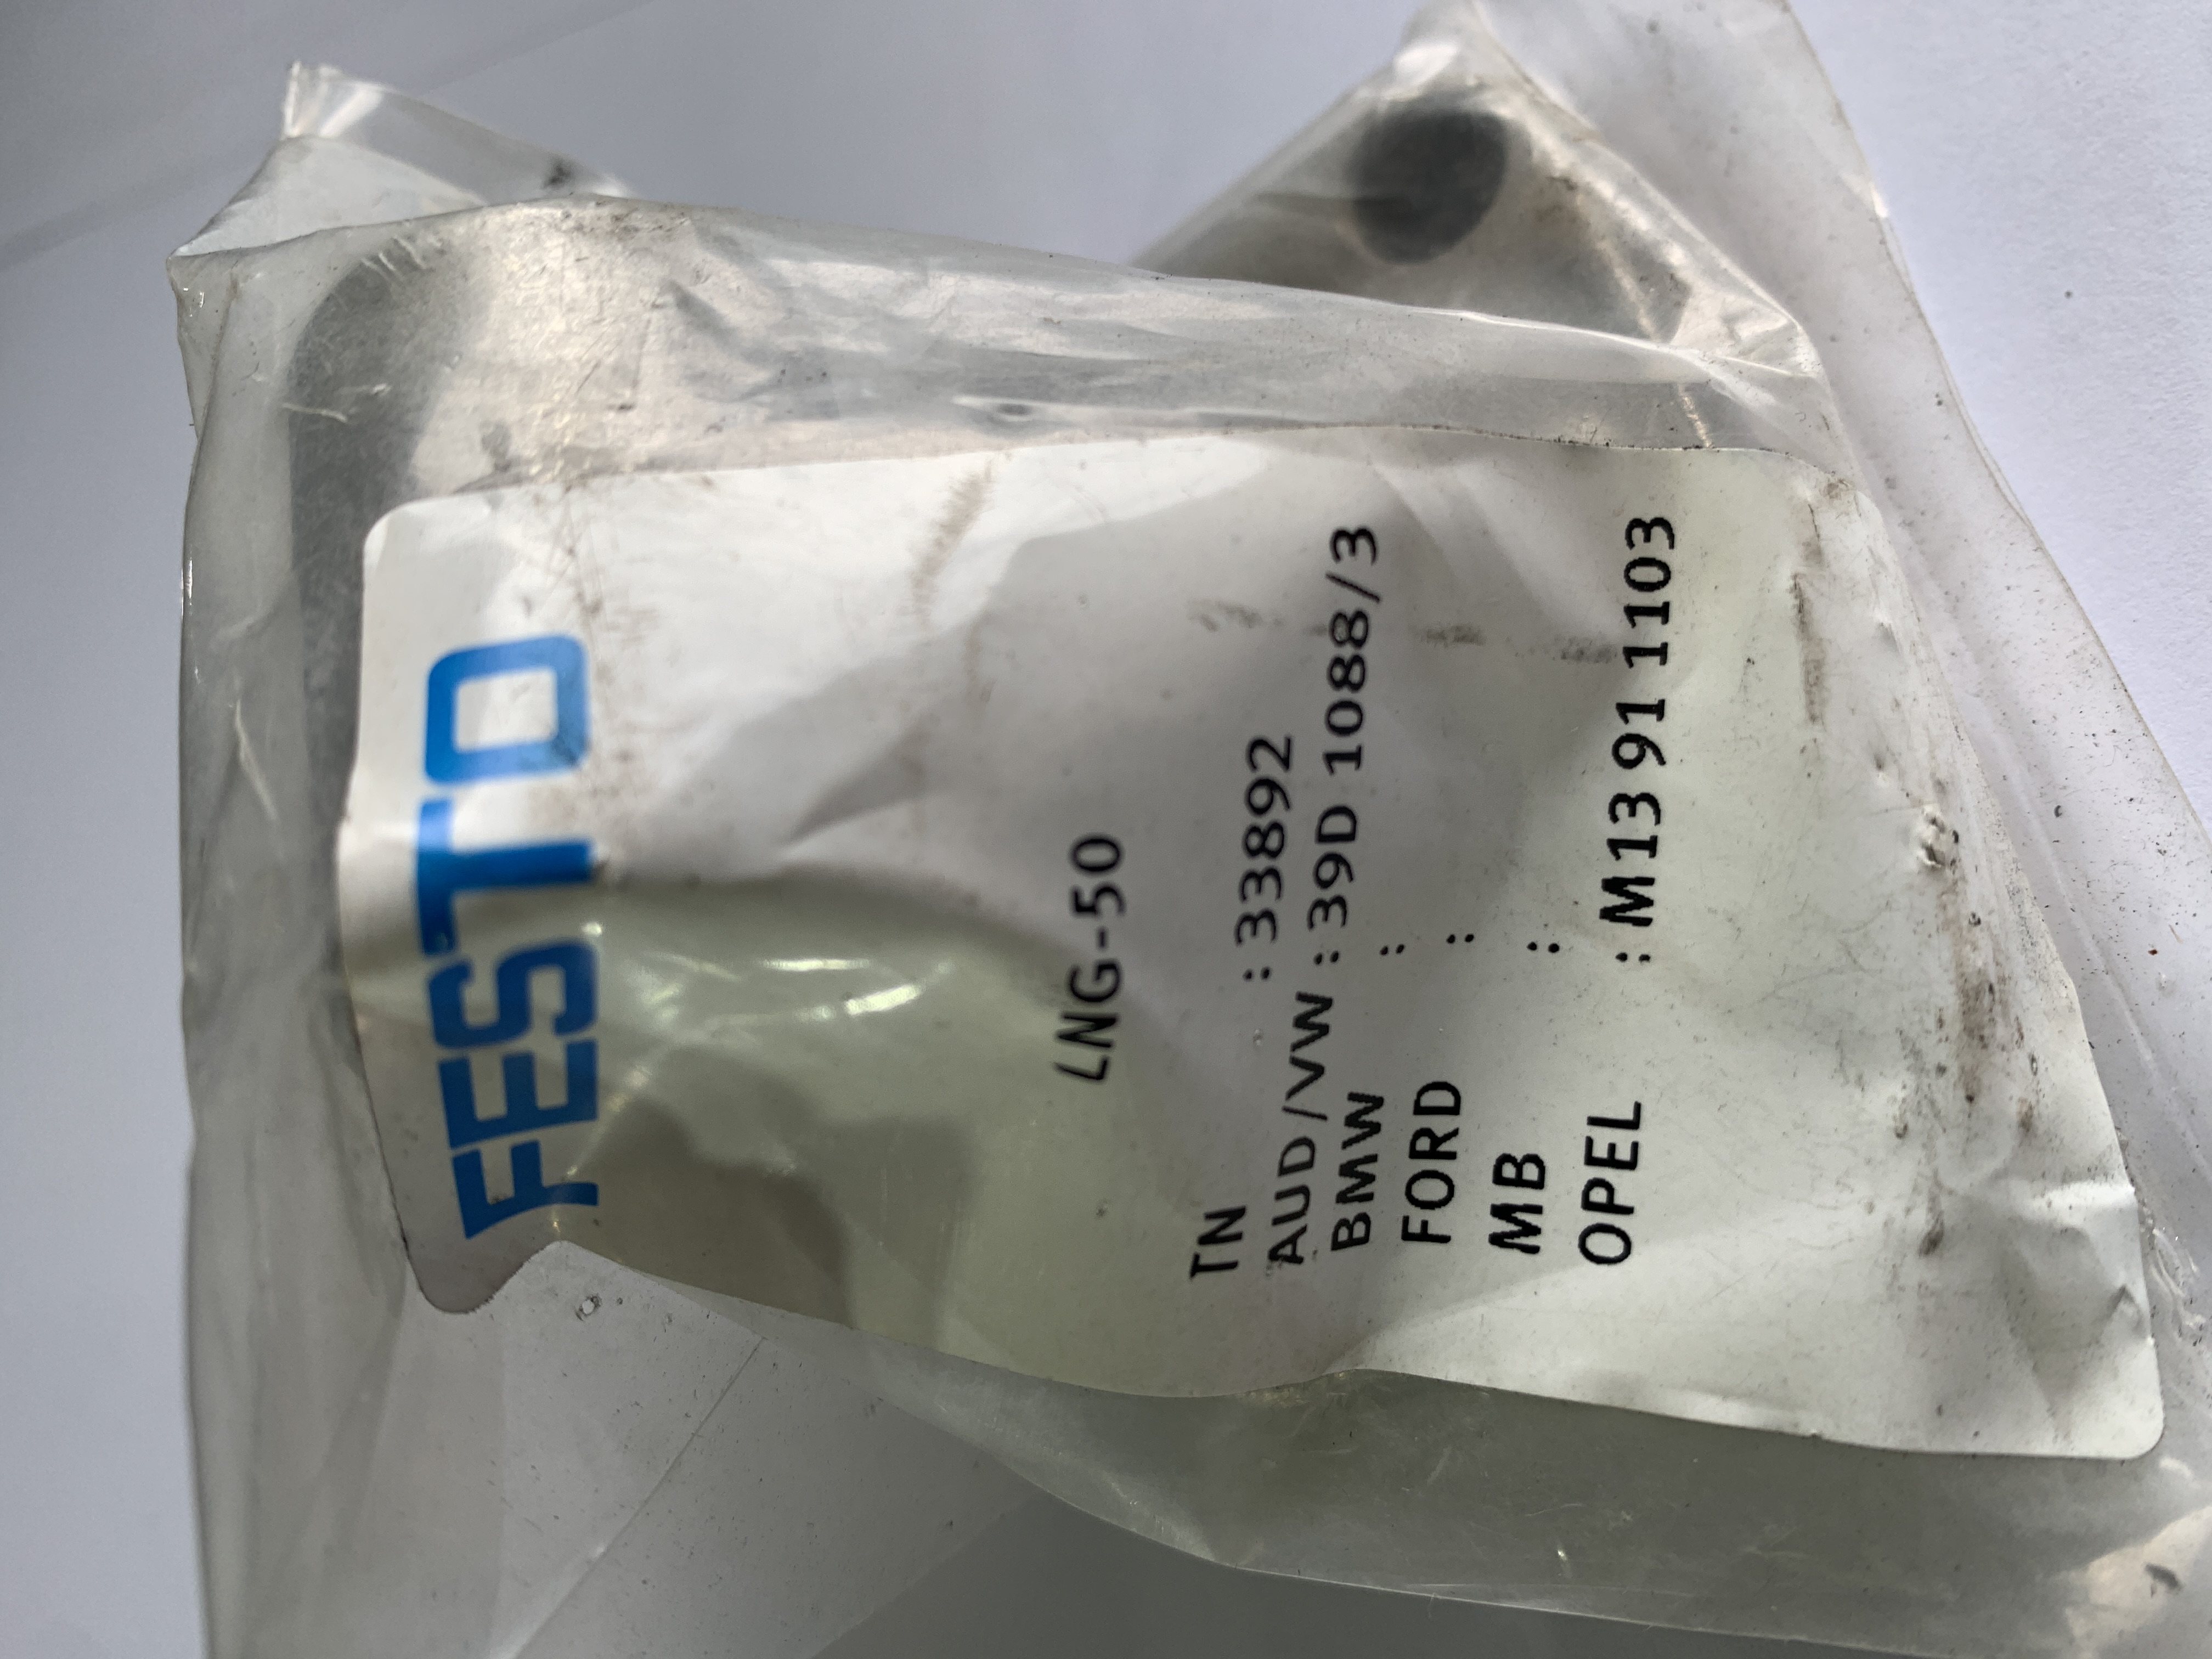 FESTO
LNG-50
TN : 33892
AUD/VW : 39D 1088/3
BMW :
FORD :
MB :
OPEL : M13 91 1103